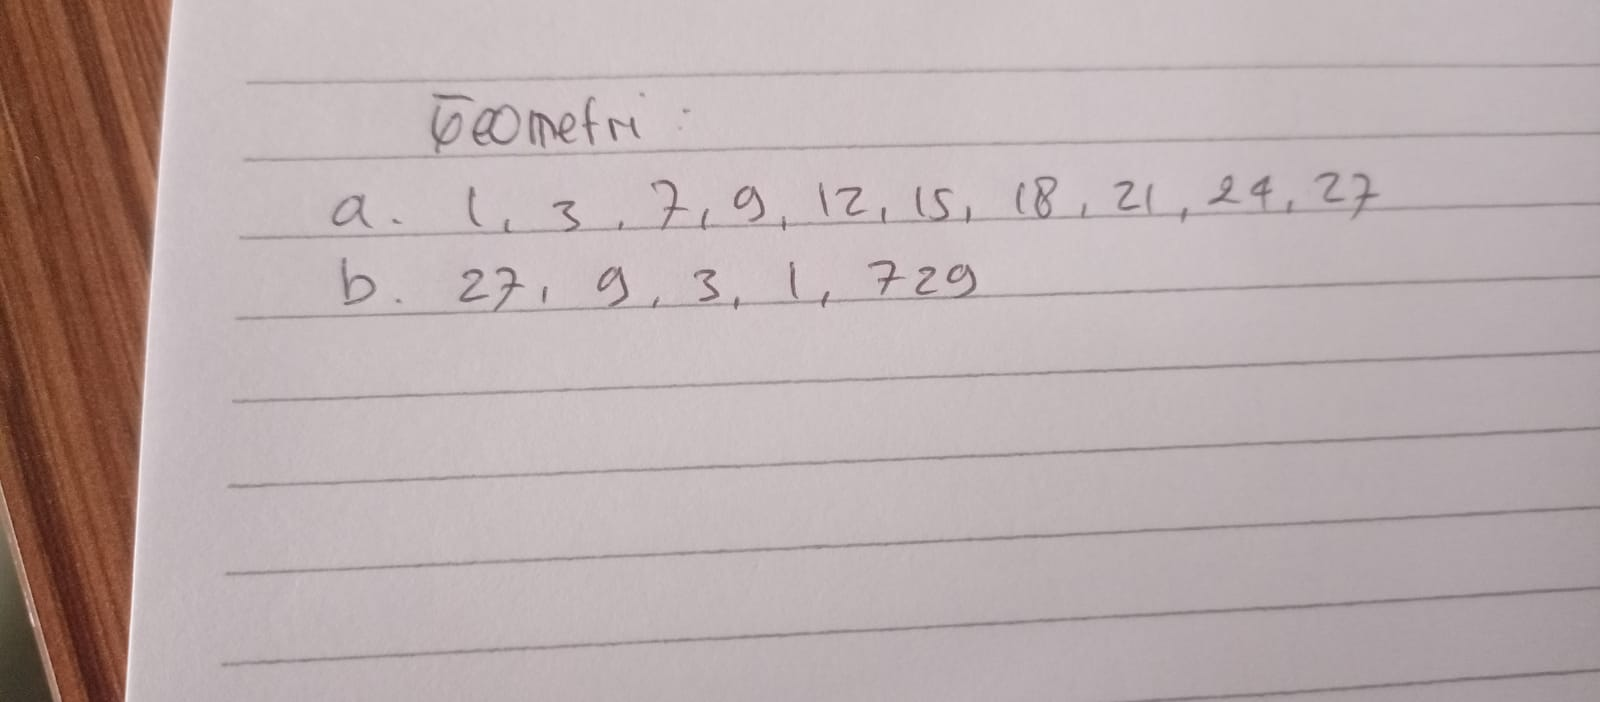 Geometri :
a. 1, 3, 7, 9, 12, 15, 18, 21, 24, 27
b. 27, 9, 3, 1, 729